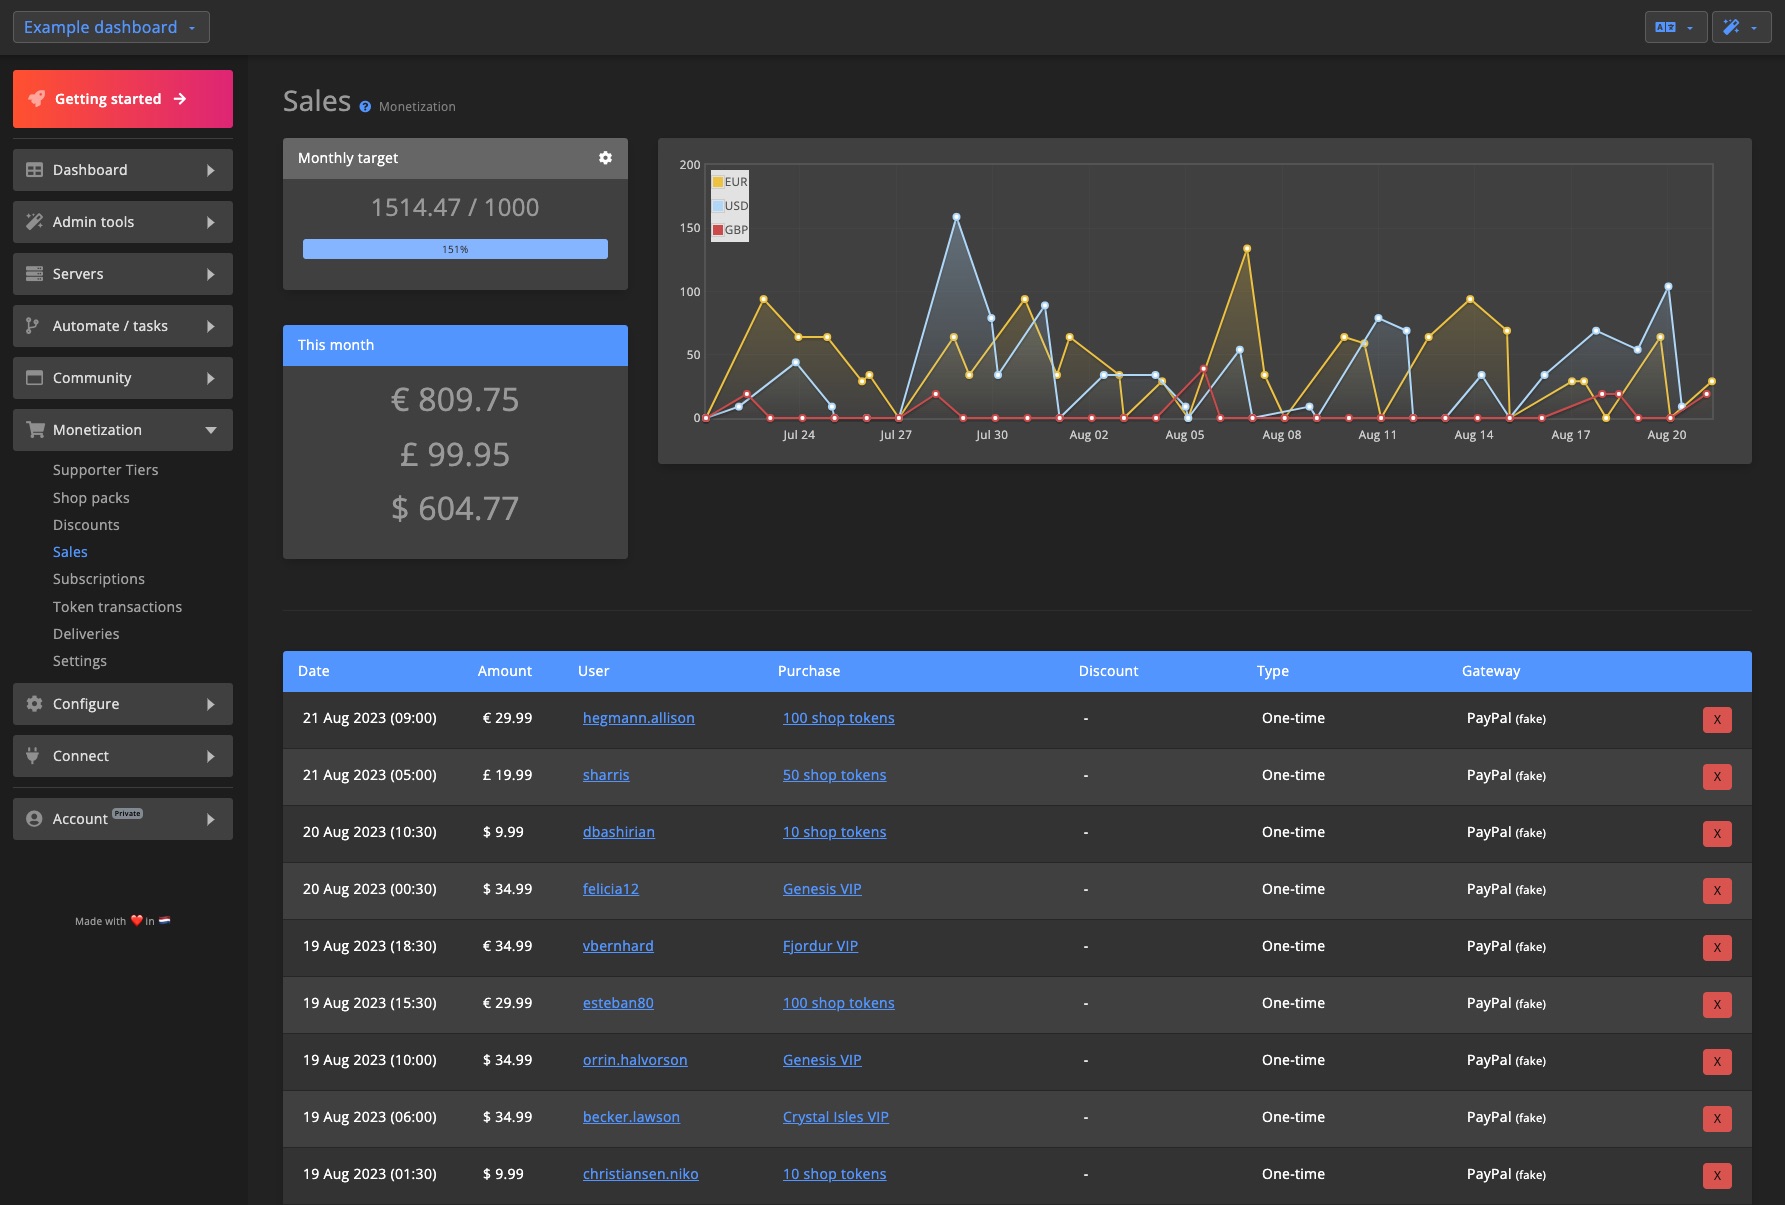 Example dashboard
Getting started
Dashboard
Admin tools
Servers
Automate / tasks
Community
Monetization
Supporter Tiers
Shop packs
Discounts
Sales
Subscriptions
Token transactions
Deliveries
Settings
Configure
Connect
Account Private
Made with ❤️ in 🇳🇱
Sales ? Monetization
Monthly target
1514.47 / 1000
151%
This month
€ 809.75
£ 99.95
$ 604.77
200
150
100
50
0
EUR
USD
GBP
Jul 24 Jul 27 Jul 30 Aug 02 Aug 05 Aug 08 Aug 11 Aug 14 Aug 17 Aug 20
Date Amount User Purchase Discount Type Gateway
21 Aug 2023 (09:00) € 29.99 hegmann.allison 100 shop tokens - One-time PayPal (fake) X
21 Aug 2023 (05:00) £ 19.99 sharris 50 shop tokens - One-time PayPal (fake) X
20 Aug 2023 (10:30) $ 9.99 dbashirian 10 shop tokens - One-time PayPal (fake) X
20 Aug 2023 (00:30) $ 34.99 felicia12 Genesis VIP - One-time PayPal (fake) X
19 Aug 2023 (18:30) € 34.99 vbernhard Fjordur VIP - One-time PayPal (fake) X
19 Aug 2023 (15:30) € 29.99 esteban80 100 shop tokens - One-time PayPal (fake) X
19 Aug 2023 (10:00) $ 34.99 orrin.halvorson Genesis VIP - One-time PayPal (fake) X
19 Aug 2023 (06:00) $ 34.99 becker.lawson Crystal Isles VIP - One-time PayPal (fake) X
19 Aug 2023 (01:30) $ 9.99 christiansen.niko 10 shop tokens - One-time PayPal (fake) X